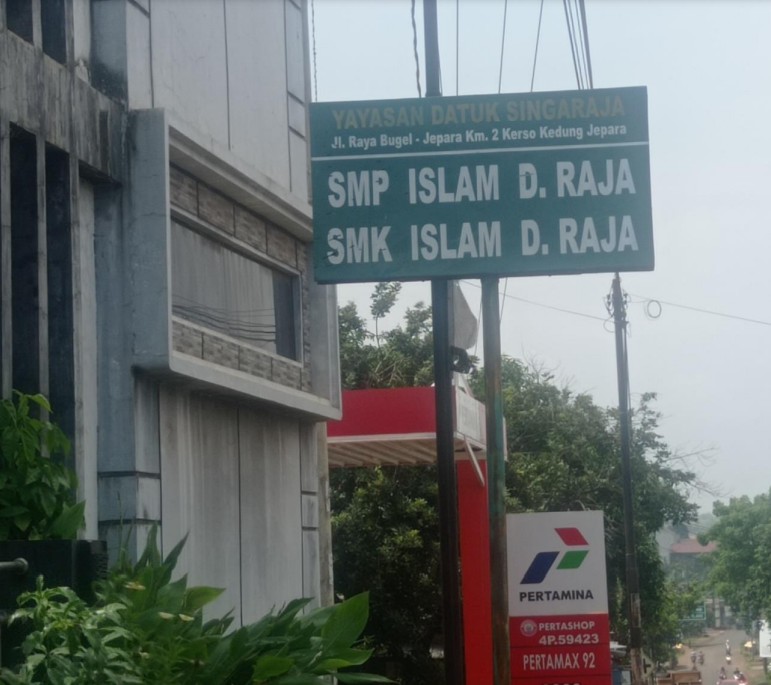 YAYASAN DATUK SINGARAJA
Jl. Raya Bugel - Jepara Km. 2 Kerso Kedung Jepara
SMP ISLAM D. RAJA
SMK ISLAM D. RAJA
PERTAMINA
PERTASHOP
4P.59423
PERTAMAX 92